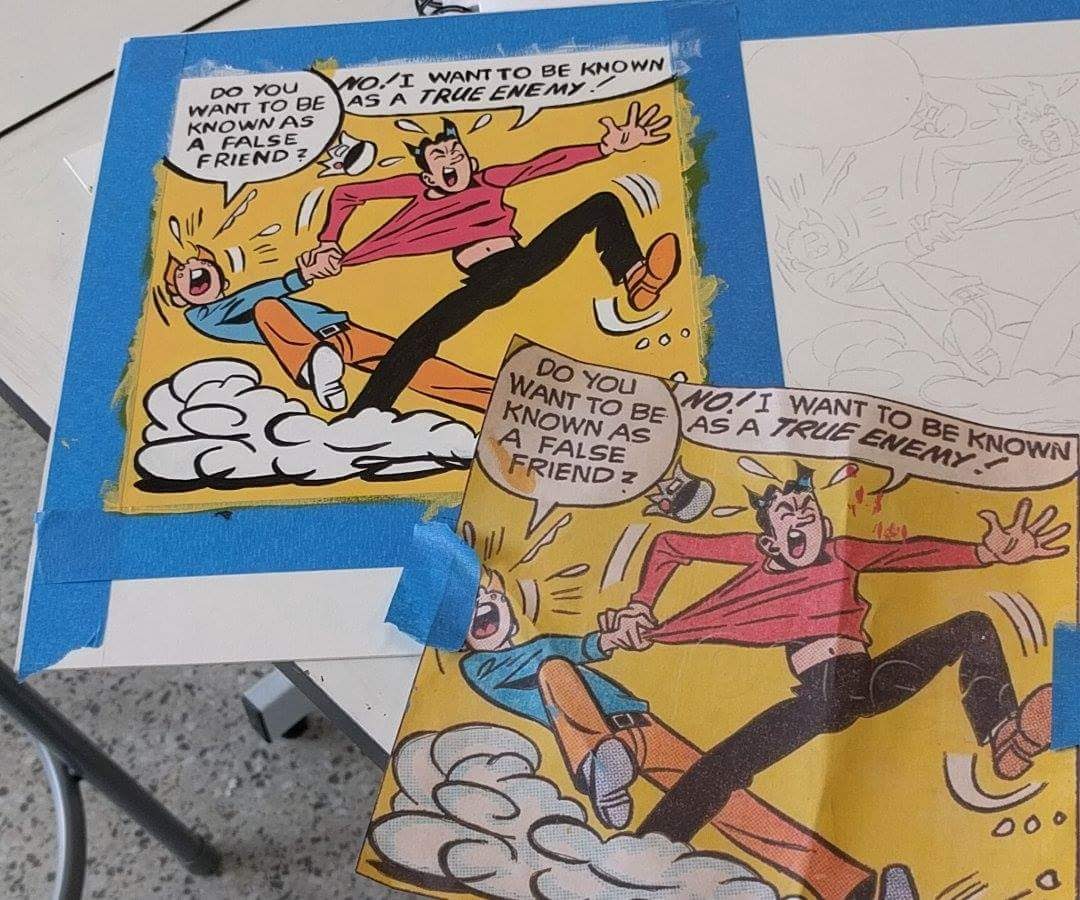 DO YOU
WANT TO BE
KNOWN AS
A FALSE
FRIEND?
NO! I WANT TO BE KNOWN
AS A TRUE ENEMY!
DO YOU
WANT TO BE
KNOWN AS
A FALSE
FRIEND?
NO! I WANT TO BE KNOWN
AS A TRUE ENEMY!